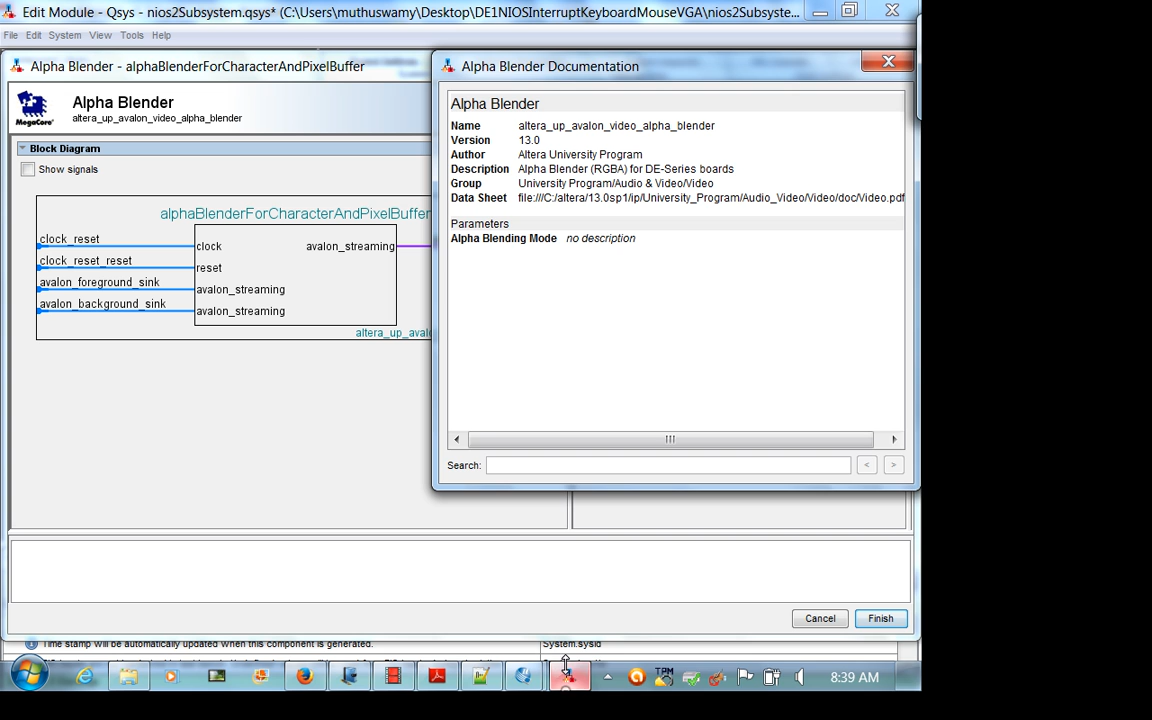 Edit Module - Qsys - nios2Subsystem.qsys* (C:\Users\muthuswamy\Desktop\DE1NIOSInterruptKeyboardMouseVGA\nios2Subsyste...
File Edit System View Tools Help
Alpha Blender - alphaBlenderForCharacterAndPixelBuffer
Alpha Blender
altera_up_avalon_video_alpha_blender
MegaCore
Block Diagram
Show signals
alphaBlenderForCharacterAndPixelBuffer
clock_reset
clock avalon_streaming
clock_reset_reset
reset
avalon_foreground_sink
avalon_streaming
avalon_background_sink
avalon_streaming
altera_up_aval
Alpha Blender Documentation
Alpha Blender
Name altera_up_avalon_video_alpha_blender
Version 13.0
Author Altera University Program
Description Alpha Blender (RGBA) for DE-Series boards
Group University Program/Audio & Video/Video
Data Sheet file:///C:/altera/13.0sp1/ip/University_Program/Audio_Video/Video/doc/Video.pdf
Parameters
Alpha Blending Mode no description
Search: < >
Cancel Finish
Time stamp will be automatically updated when this component is generated. System.sysid
TPM
8:39 AM